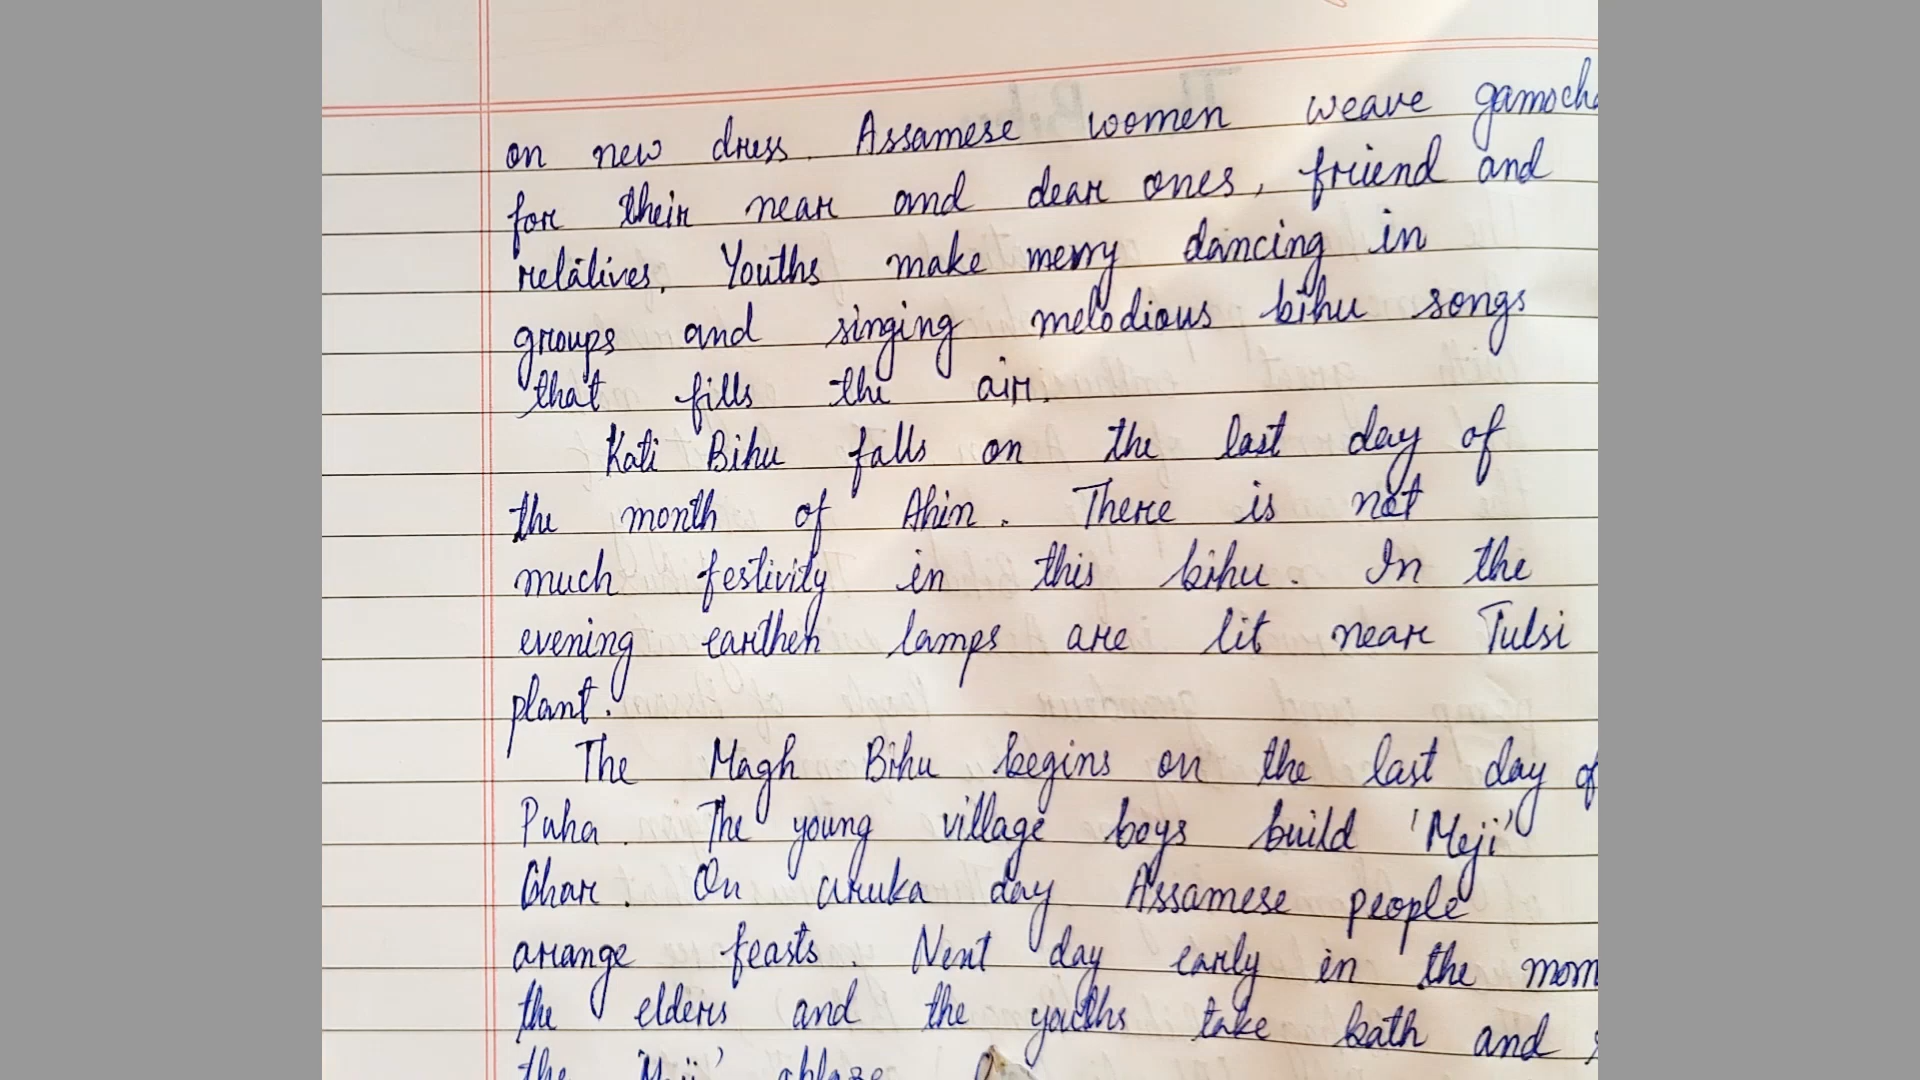 on new dress. Assamese women weave gamoch
for their near and dear ones, friend and
relatives. Youths make merry dancing in
groups and singing melodious bihu songs
that fills the air.
Kati Bihu falls on the last day of
the month of Ahin. There is not
much festivity in this bihu. In the
evening earthen lamps are lit near Tulsi
plant.
The Magh Bihu begins on the last day of
Puha. The young village boys build 'Meji'
Ghar. On uruka day Assamese people
arange feasts. Next day early in the morn
the elders and the youths take bath and
the 'Meji' ablaze